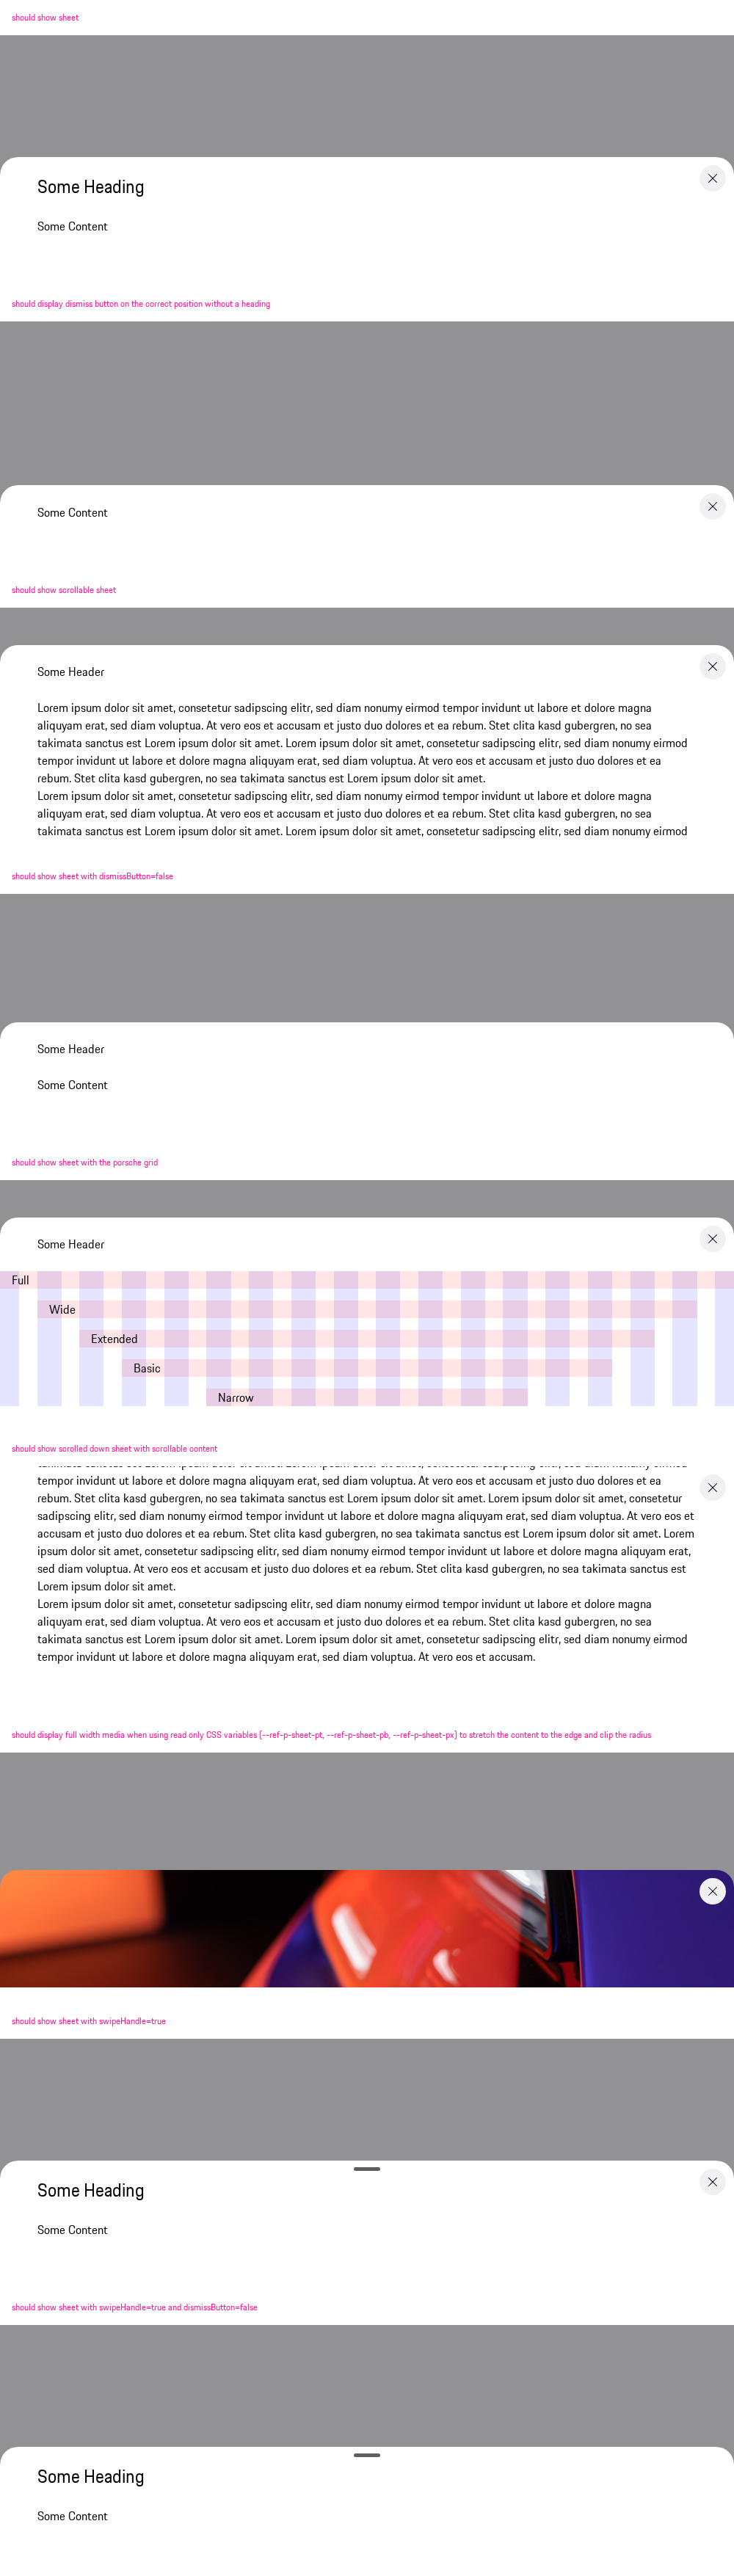 should show sheet
Some Heading
Some Content
should display dismiss button on the correct position without a heading
Some Content
should show scrollable sheet
Some Header
Lorem ipsum dolor sit amet, consetetur sadipscing elitr, sed diam nonumy eirmod tempor invidunt ut labore et dolore magna
aliquyam erat, sed diam voluptua. At vero eos et accusam et justo duo dolores et ea rebum. Stet clita kasd gubergren, no sea
takimata sanctus est Lorem ipsum dolor sit amet. Lorem ipsum dolor sit amet, consetetur sadipscing elitr, sed diam nonumy eirmod
tempor invidunt ut labore et dolore magna aliquyam erat, sed diam voluptua. At vero eos et accusam et justo duo dolores et ea
rebum. Stet clita kasd gubergren, no sea takimata sanctus est Lorem ipsum dolor sit amet.
Lorem ipsum dolor sit amet, consetetur sadipscing elitr, sed diam nonumy eirmod tempor invidunt ut labore et dolore magna
aliquyam erat, sed diam voluptua. At vero eos et accusam et justo duo dolores et ea rebum. Stet clita kasd gubergren, no sea
takimata sanctus est Lorem ipsum dolor sit amet. Lorem ipsum dolor sit amet, consetetur sadipscing elitr, sed diam nonumy eirmod
should show sheet with dismissButton=false
Some Header
Some Content
should show sheet with the porsche grid
Some Header
Full
Wide
Extended
Basic
Narrow
should show scrolled down sheet with scrollable content
takimata sanctus est Lorem ipsum dolor sit amet. Lorem ipsum dolor sit amet, consetetur sadipscing elitr, sed diam nonumy eirmod
tempor invidunt ut labore et dolore magna aliquyam erat, sed diam voluptua. At vero eos et accusam et justo duo dolores et ea
rebum. Stet clita kasd gubergren, no sea takimata sanctus est Lorem ipsum dolor sit amet. Lorem ipsum dolor sit amet, consetetur
sadipscing elitr, sed diam nonumy eirmod tempor invidunt ut labore et dolore magna aliquyam erat, sed diam voluptua. At vero eos et
accusam et justo duo dolores et ea rebum. Stet clita kasd gubergren, no sea takimata sanctus est Lorem ipsum dolor sit amet. Lorem
ipsum dolor sit amet, consetetur sadipscing elitr, sed diam nonumy eirmod tempor invidunt ut labore et dolore magna aliquyam erat,
sed diam voluptua. At vero eos et accusam et justo duo dolores et ea rebum. Stet clita kasd gubergren, no sea takimata sanctus est
Lorem ipsum dolor sit amet.
Lorem ipsum dolor sit amet, consetetur sadipscing elitr, sed diam nonumy eirmod tempor invidunt ut labore et dolore magna
aliquyam erat, sed diam voluptua. At vero eos et accusam et justo duo dolores et ea rebum. Stet clita kasd gubergren, no sea
takimata sanctus est Lorem ipsum dolor sit amet. Lorem ipsum dolor sit amet, consetetur sadipscing elitr, sed diam nonumy eirmod
tempor invidunt ut labore et dolore magna aliquyam erat, sed diam voluptua. At vero eos et accusam.
should display full width media when using read only CSS variables (--ref-p-sheet-pt, --ref-p-sheet-pb, --ref-p-sheet-px) to stretch the content to the edge and clip the radius
should show sheet with swipeHandle=true
Some Heading
Some Content
should show sheet with swipeHandle=true and dismissButton=false
Some Heading
Some Content